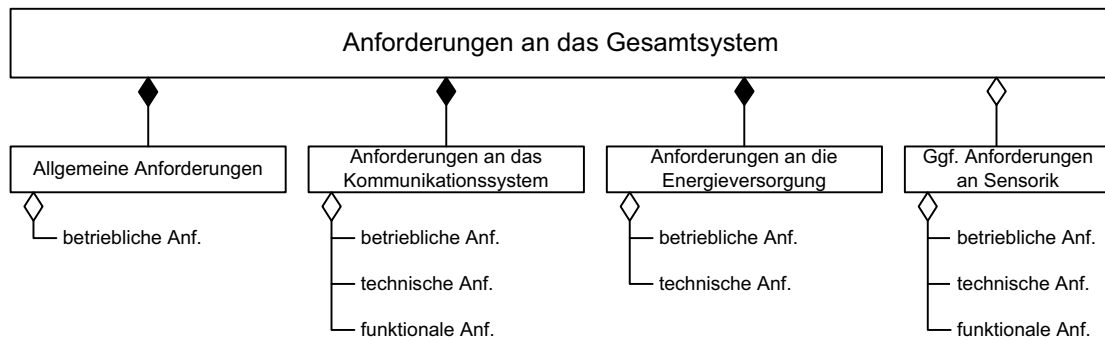 Anforderungen an das Gesamtsystem
Allgemeine Anforderungen
betriebliche Anf.
Anforderungen an das
Kommunikationssystem
betriebliche Anf.
technische Anf.
funktionale Anf.
Anforderungen an die
Energieversorgung
betriebliche Anf.
technische Anf.
Ggf. Anforderungen
an Sensorik
betriebliche Anf.
technische Anf.
funktionale Anf.